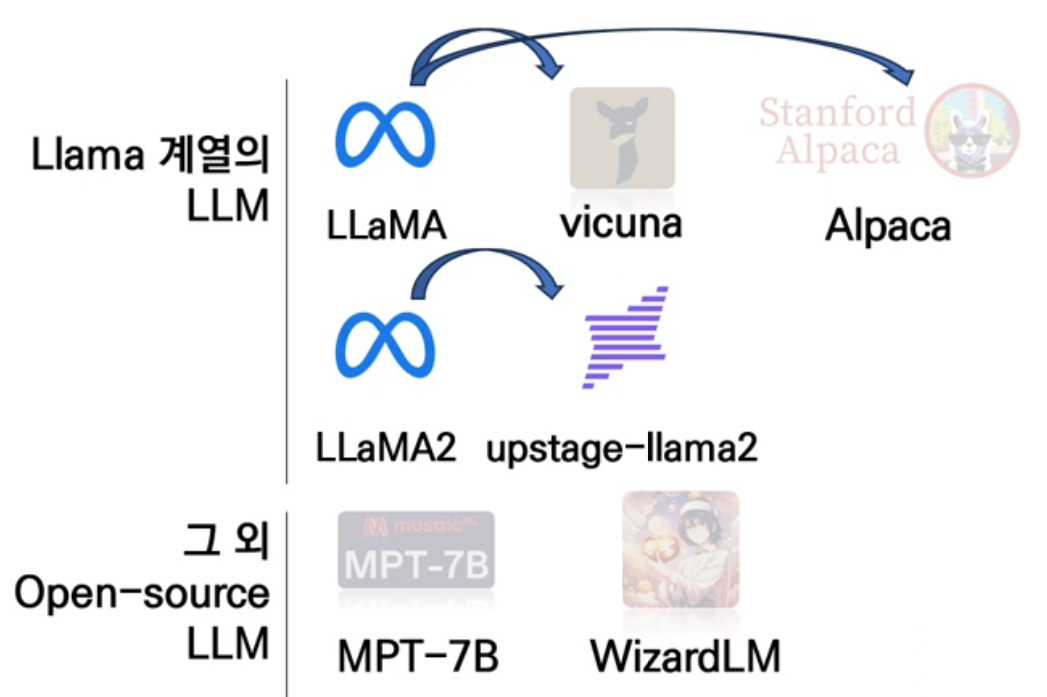 Llama 계열의
LLM
LLaMA
vicuna
Stanford
Alpaca
Alpaca
LLaMA2
upstage-llama2
그 외
Open-source
LLM
mosaic ML
MPT-7B
MPT-7B
WizardLM